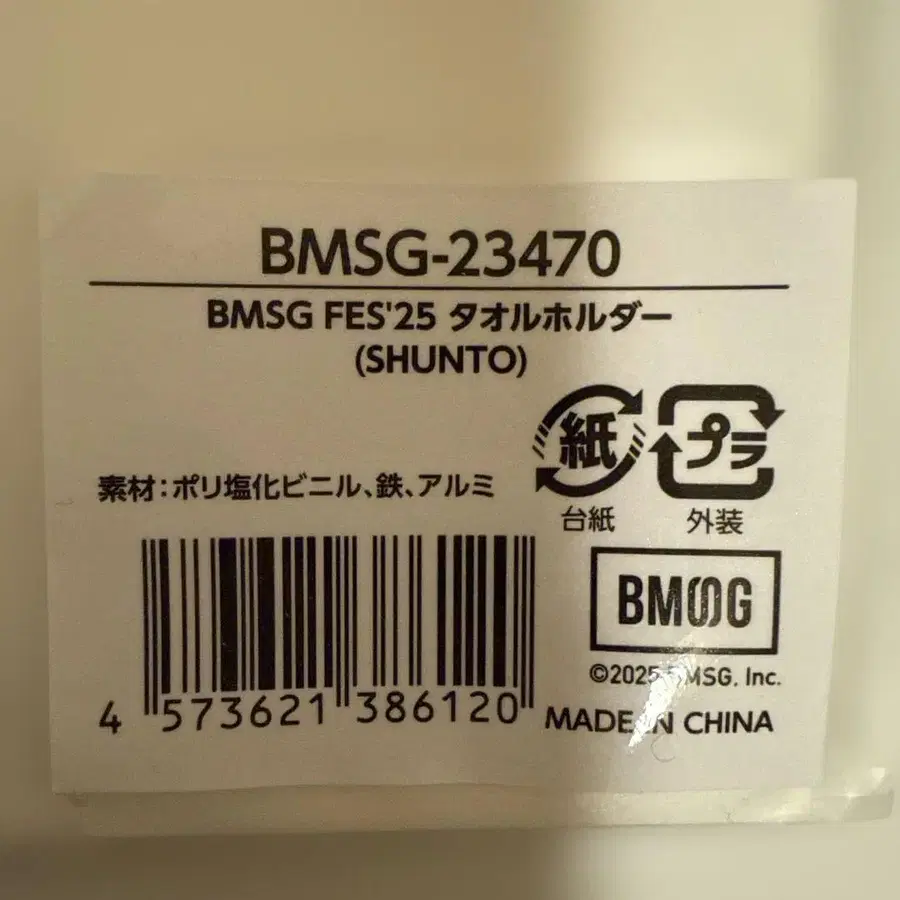 BMSG-23470
BMSG FES'25 タオルホルダー
(SHUNTO)
紙
プラ
素材：ポリ塩化ビニル、鉄、アルミ
台紙
外装
BMSG
©2025 BMSG, Inc.
4 573621 386120
MADE IN CHINA